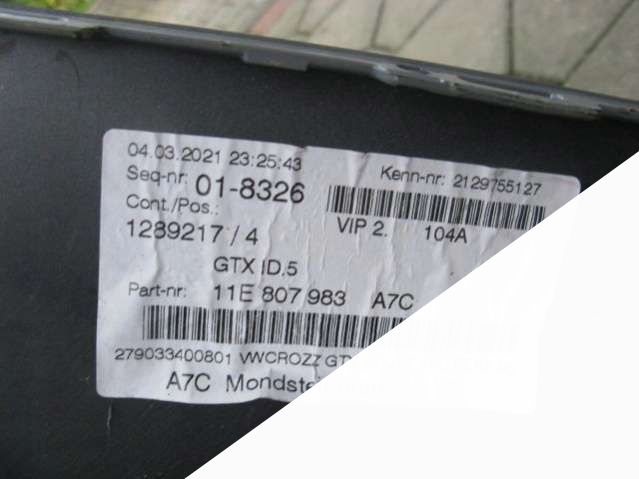 04.03.2021 23:25:43
Kenn-nr: 2129755127
Seq-nr: 01-8326
Cont./Pos.:
VIP 2. 104A
1289217 / 4
GTX ID.5
Part-nr: 11E 807 983 A7C
279033400801 VWCROZZ
A7C